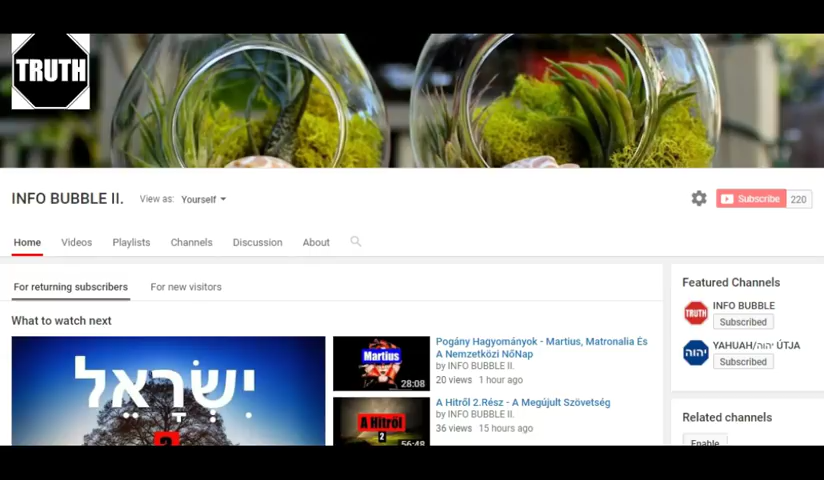 TRUTH
INFO BUBBLE II.
View as: Yourself
Subscribe 220
Home Videos Playlists Channels Discussion About
For returning subscribers For new visitors
What to watch next
יִשְׂרָאֵל
2
Martius
28:08
Pogány Hagyományok - Martius, Matronalia És
A Nemzetközi NőNap
by INFO BUBBLE II.
20 views 1 hour ago
A Hitről
2
56:48
A Hitről 2.Rész - A Megújult Szövetség
by INFO BUBBLE II.
36 views 15 hours ago
Featured Channels
TRUTH
INFO BUBBLE
Subscribed
יהוה
YAHUAH/יהוה ÚTJA
Subscribed
Related channels
Enable